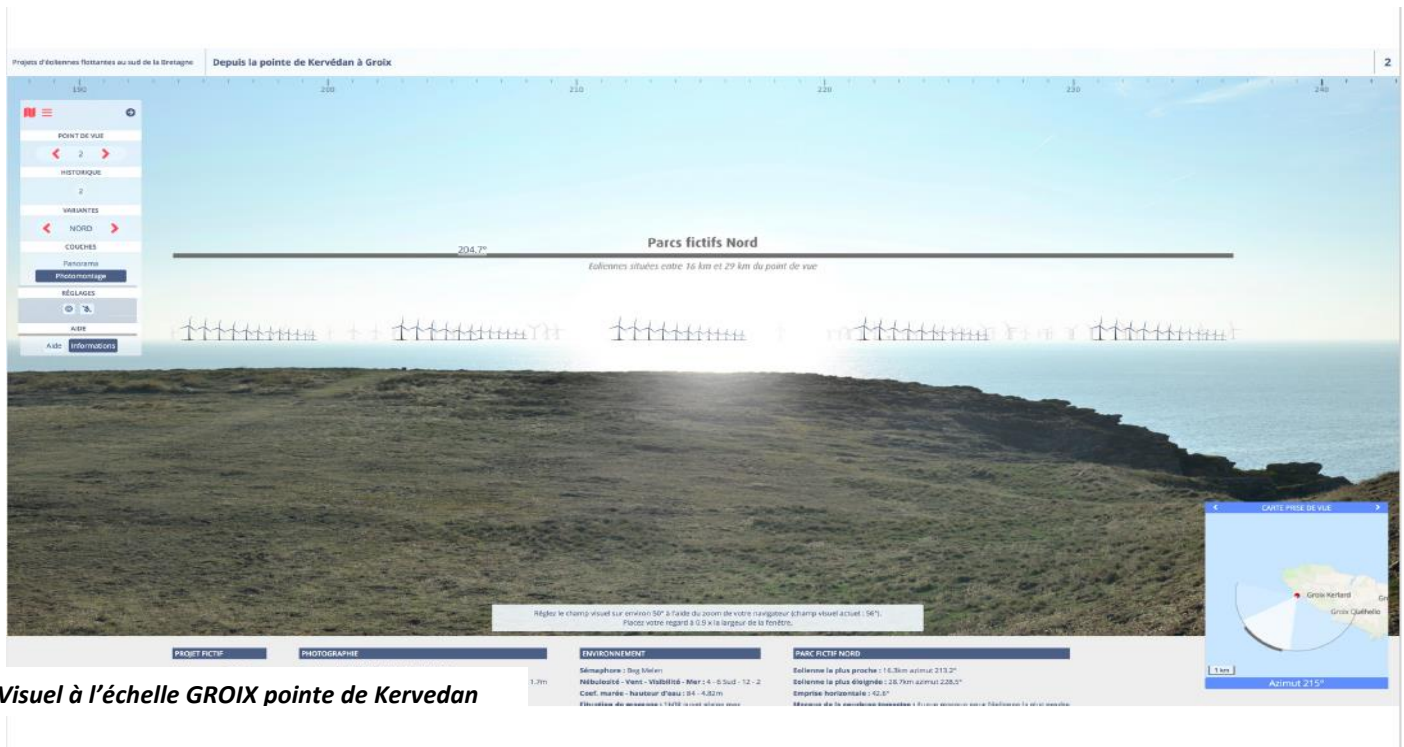 Projets d'éoliennes flottantes au sud de la Bretagne
Depuis la pointe de Kervédan à Groix
2
190
200
210
220
230
240
POINT DE VUE
2
HISTORIQUE
2
VARIANTES
NORD
COUCHES
Panorama
Photomontage
RÉGLAGES
AIDE
Aide Informations
204.7°
Parcs fictifs Nord
Eoliennes situées entre 16 km et 29 km du point de vue
CARTE PRISE DE VUE
Groix Kerlard
Gro
Groix Quéhello
1 km
Azimut 215°
Réglez le champ visuel sur environ 50° à l'aide du zoom de votre navigateur (champ visuel actuel : 56°).
Placez votre regard à 0.9 x la largeur de la fenêtre.
PROJET FICTIF
PHOTOGRAPHIE
1.7m
ENVIRONNEMENT
Sémaphore : Beg Melen
Nébulosité - Vent - Visibilité - Mer : 4 - 6 Sud - 12 - 2
Coef. marée - hauteur d'eau : 84 - 4.82m
PARC FICTIF NORD
Eolienne la plus proche : 16.3km azimut 213.2°
Eolienne la plus éloignée : 28.7km azimut 228.5°
Emprise horizontale : 42.6°
Visuel à l'échelle GROIX pointe de Kervedan